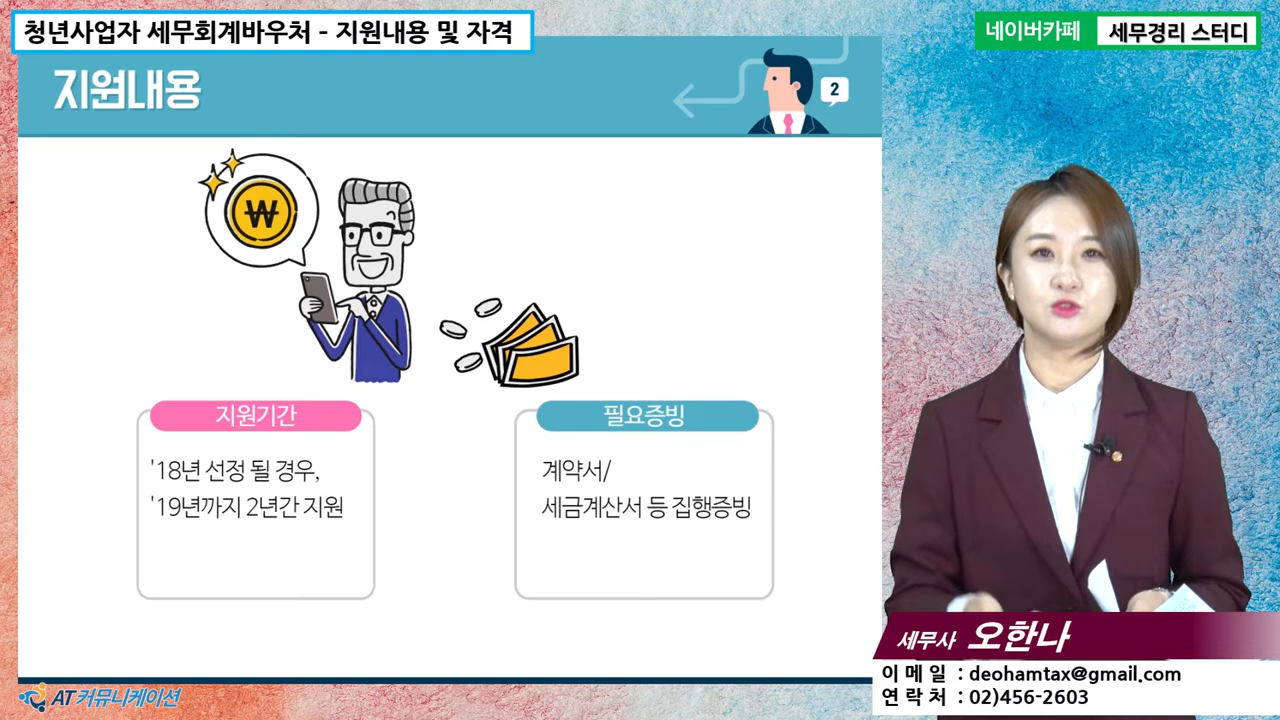 청년사업자 세무회계바우처 - 지원내용 및 자격
네이버카페 세무경리 스터디
지원내용
2
₩
지원기간
'18년 선정 될 경우,
'19년까지 2년간 지원
필요증빙
계약서/
세금계산서 등 집행증빙
세무사 오한나
이 메 일 : deohamtax@gmail.com
연 락 처 : 02)456-2603
AT커뮤니케이션